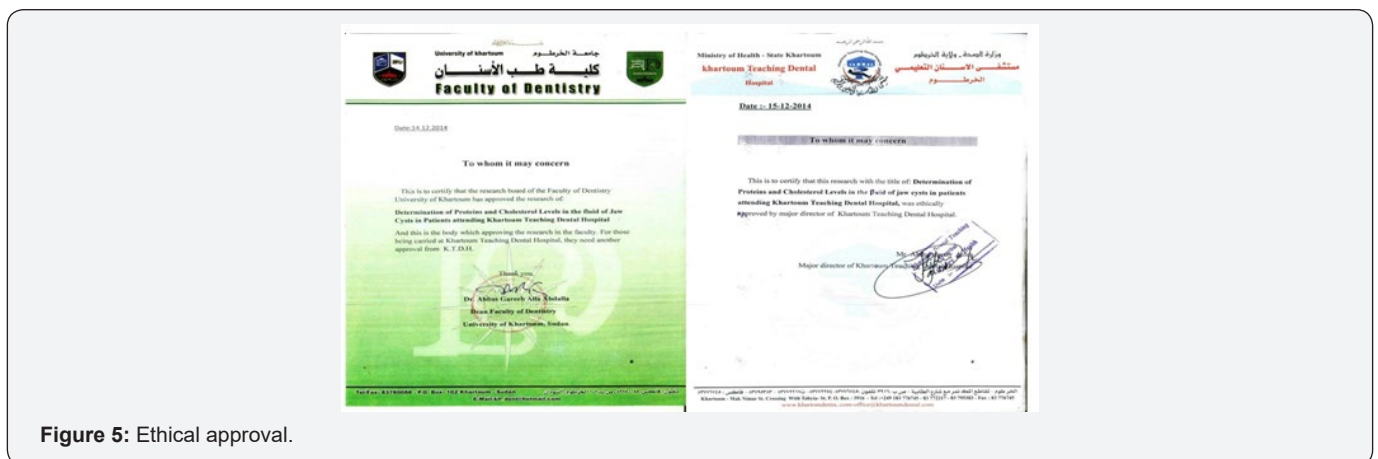 University of khartoum
جامعة الخرطوم
كلية طب الأسنان
Faculty of Dentistry
Date:14.12.2014
To whom it may concern
This is to certify that the research board of the Faculty of Dentistry
University of Khartoum has approved the research of:
Determination of Proteins and Cholesterol Levels in the fluid of Jaw
Cysts in Patients attending Khartoum Teaching Dental Hospital
And this is the body which approving the research in the faculty. For those
being carried at Khartoum Teaching Dental Hospital, they need another
approval from K.T.D.H.
Thank you,
Dr. Abbas Gareeb Alla Abdalla
Dean Faculty of Dentistry
University of Khartoum, Sudan
P.O. Box: 102 Khartoum - Sudan
Ministry of Health - State Khartoum
وزارة الصحة - ولاية الخرطوم
khartoum Teaching Dental
مستشفى الاسنان التعليمي
Hospital
الخرطوم
Date :- 15-12-2014
To whom it may concern
This is to certify that this research with the title of: Determination of
Proteins and Cholesterol Levels in the fluid of jaw cysts in patients
attending Khartoum Teaching Dental Hospital, was ethically
approved by major director of Khartoum Teaching Dental Hospital.
Major director of Khartoum
Figure 5: Ethical approval.